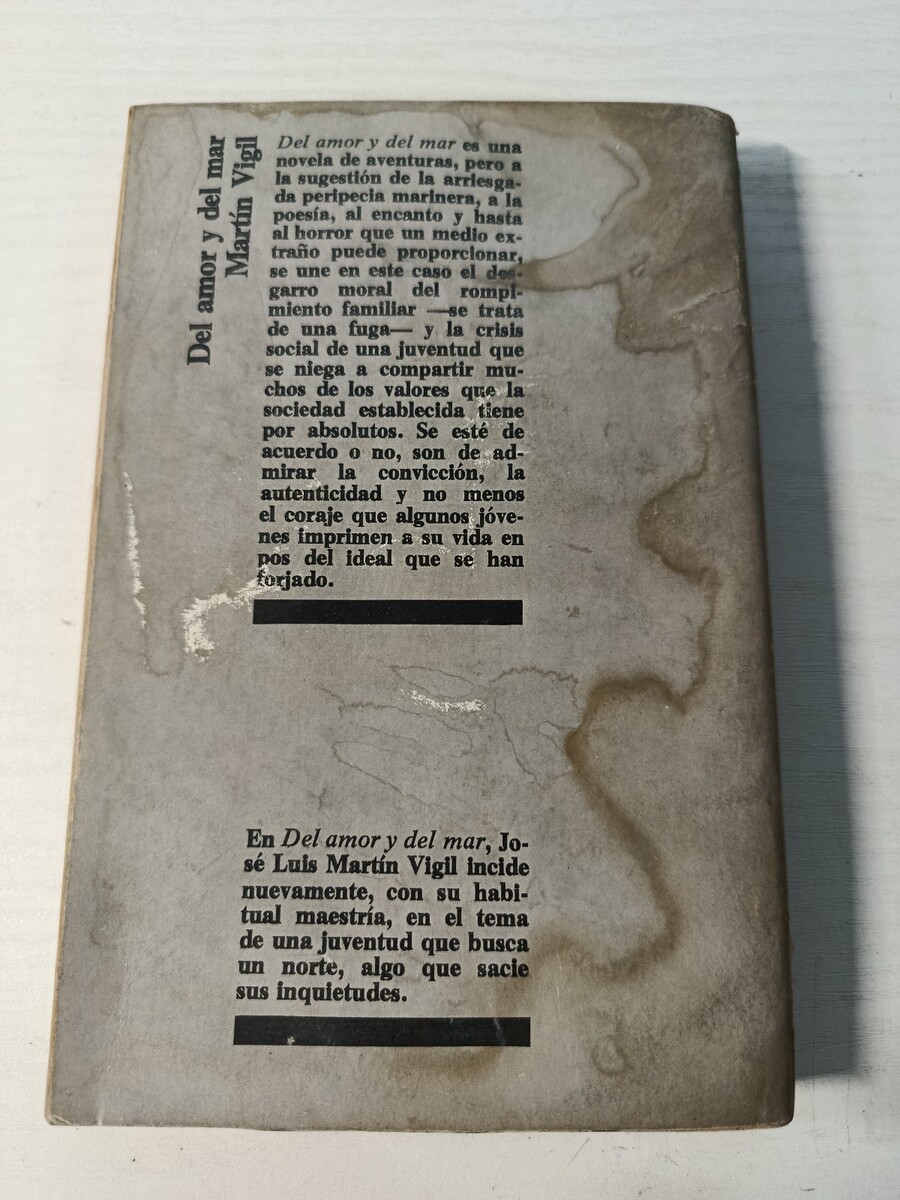 Del amor y del mar
Martín Vigil
Del amor y del mar es una
novela de aventuras, pero a
la sugestión de la arriesga-
da peripecia marinera, a la
poesía, al encanto y hasta
al horror que un medio ex-
traño puede proporcionar,
se une en este caso el des-
garro moral del rompi-
miento familiar —se trata
de una fuga— y la crisis
social de una juventud que
se niega a compartir mu-
chos de los valores que la
sociedad establecida tiene
por absolutos. Se esté de
acuerdo o no, son de ad-
mirar la convicción, la
autenticidad y no menos
el coraje que algunos jóve-
nes imprimen a su vida en
pos del ideal que se han
forjado.
En Del amor y del mar, Jo-
sé Luis Martín Vigil incide
nuevamente, con su habi-
tual maestría, en el tema
de una juventud que busca
un norte, algo que sacie
sus inquietudes.